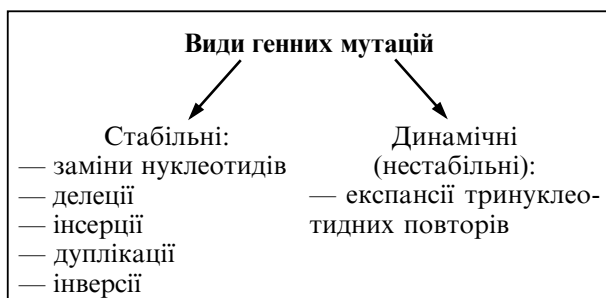 Види генних мутацій
Стабільні:
— заміни нуклеотидів
— делеції
— інсерції
— дуплікації
— інверсії
Динамічні
(нестабільні):
— експансії тринуклео-
тидних повторів